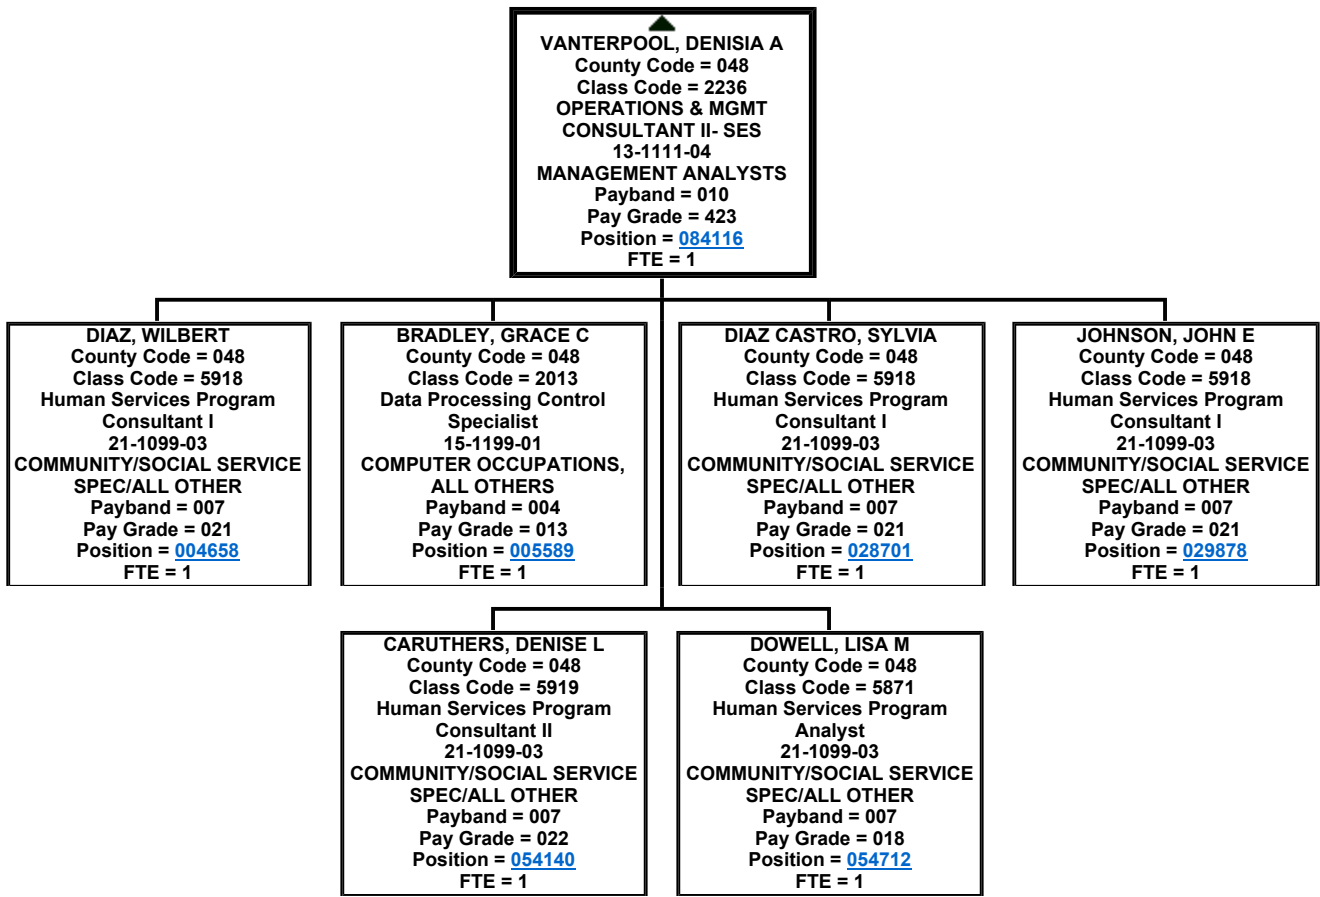 VANTERPOOL, DENISIA A
County Code = 048
Class Code = 2236
OPERATIONS & MGMT
CONSULTANT II- SES
13-1111-04
MANAGEMENT ANALYSTS
Payband = 010
Pay Grade = 423
Position = 084116
FTE = 1
DIAZ, WILBERT
County Code = 048
Class Code = 5918
Human Services Program
Consultant I
21-1099-03
COMMUNITY/SOCIAL SERVICE
SPEC/ALL OTHER
Payband = 007
Pay Grade = 021
Position = 004658
FTE = 1
BRADLEY, GRACE C
County Code = 048
Class Code = 2013
Data Processing Control
Specialist
15-1199-01
COMPUTER OCCUPATIONS,
ALL OTHERS
Payband = 004
Pay Grade = 013
Position = 005589
FTE = 1
DIAZ CASTRO, SYLVIA
County Code = 048
Class Code = 5918
Human Services Program
Consultant I
21-1099-03
COMMUNITY/SOCIAL SERVICE
SPEC/ALL OTHER
Payband = 007
Pay Grade = 021
Position = 028701
FTE = 1
JOHNSON, JOHN E
County Code = 048
Class Code = 5918
Human Services Program
Consultant I
21-1099-03
COMMUNITY/SOCIAL SERVICE
SPEC/ALL OTHER
Payband = 007
Pay Grade = 021
Position = 029878
FTE = 1
CARUTHERS, DENISE L
County Code = 048
Class Code = 5919
Human Services Program
Consultant II
21-1099-03
COMMUNITY/SOCIAL SERVICE
SPEC/ALL OTHER
Payband = 007
Pay Grade = 022
Position = 054140
FTE = 1
DOWELL, LISA M
County Code = 048
Class Code = 5871
Human Services Program
Analyst
21-1099-03
COMMUNITY/SOCIAL SERVICE
SPEC/ALL OTHER
Payband = 007
Pay Grade = 018
Position = 054712
FTE = 1